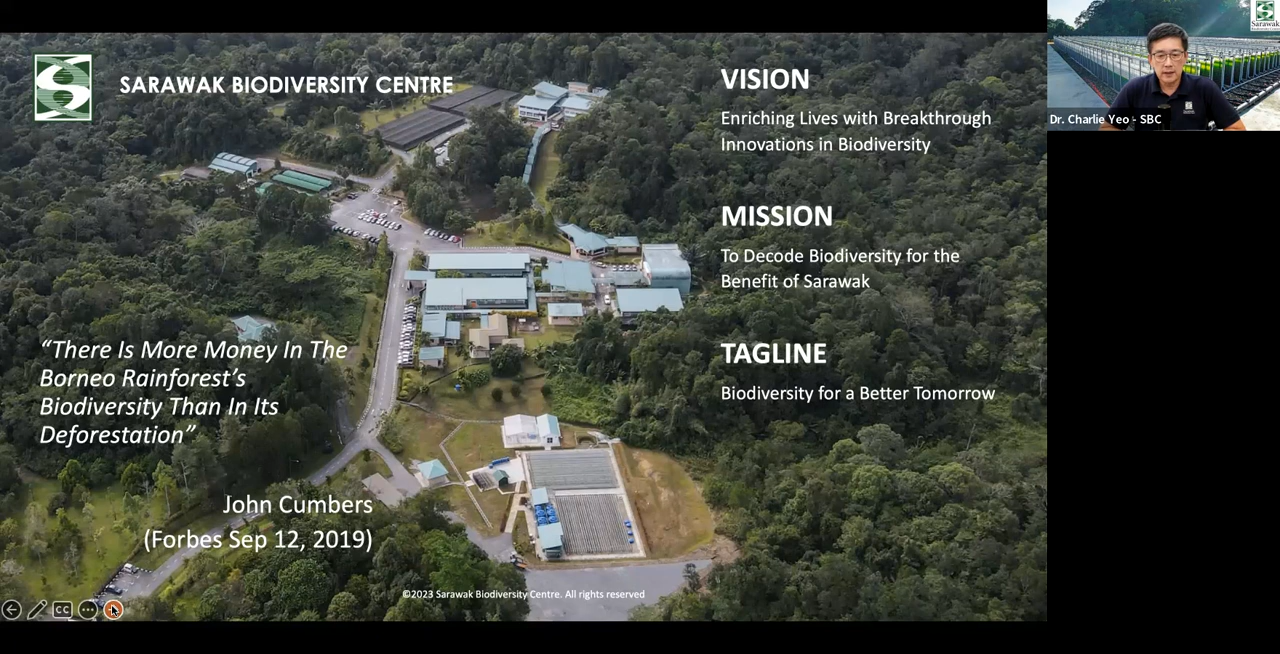 SARAWAK BIODIVERSITY CENTRE
VISION
Enriching Lives with Breakthrough
Innovations in Biodiversity
MISSION
To Decode Biodiversity for the
Benefit of Sarawak
TAGLINE
Biodiversity for a Better Tomorrow
“There Is More Money In The
Borneo Rainforest’s
Biodiversity Than In Its
Deforestation”
John Cumbers
(Forbes Sep 12, 2019)
©2023 Sarawak Biodiversity Centre. All rights reserved
CC
Sarawak
Dr. Charlie Yeo - SBC